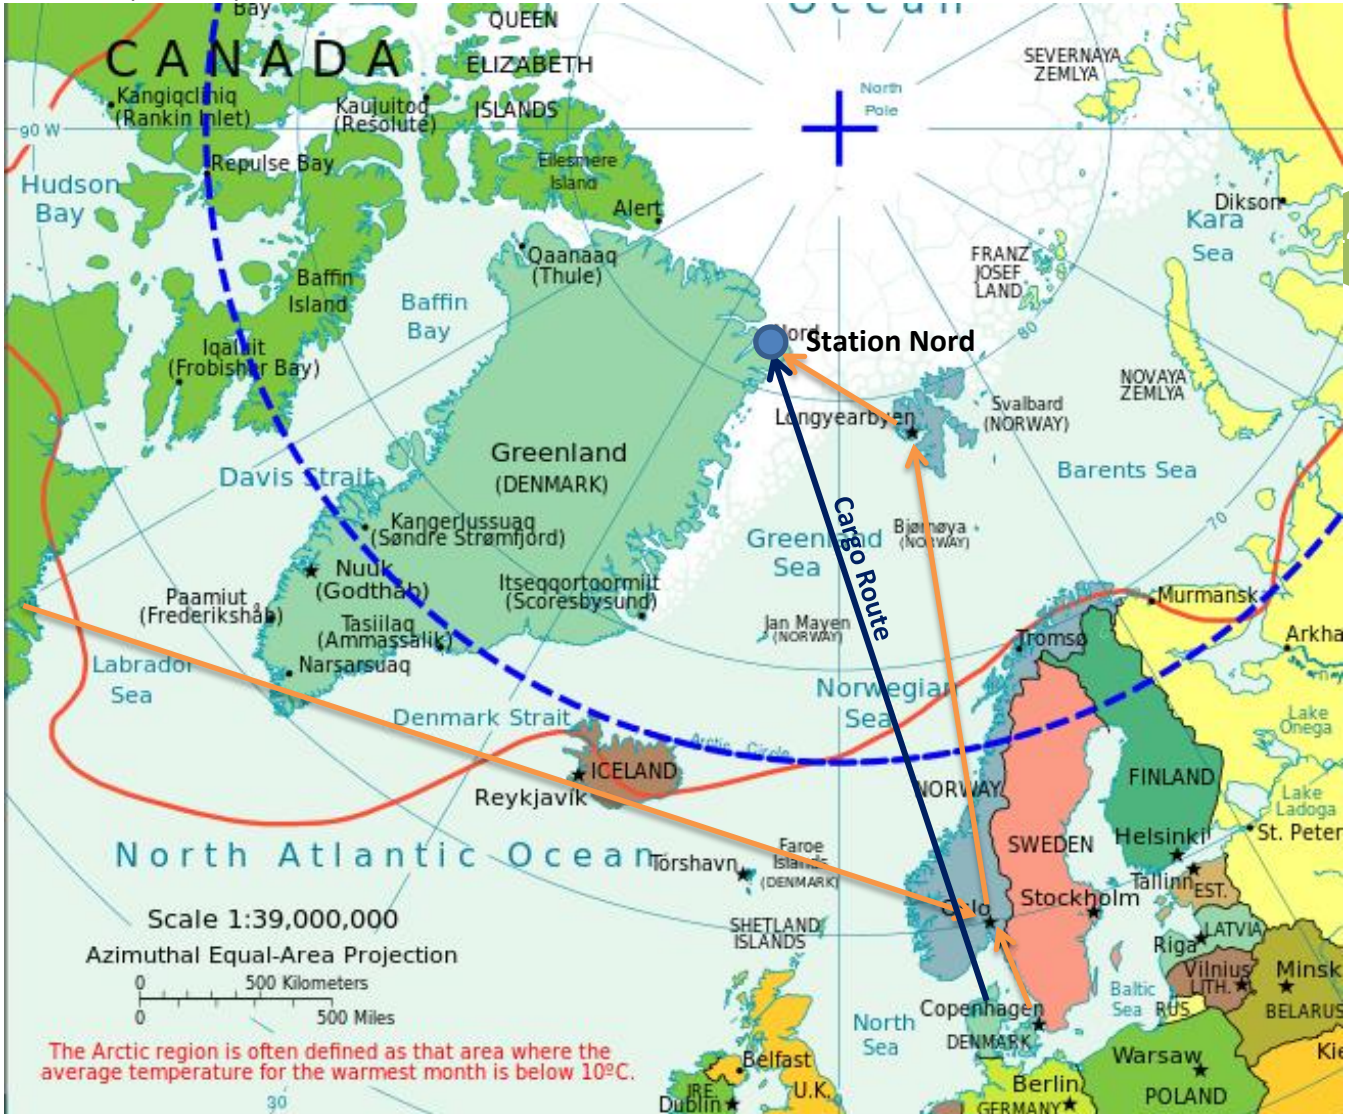 Bay
Ocean
QUEEN
ELIZABETH
ISLANDS
CANADA
SEVERNAYA
ZEMLYA
Kangiqcliniq
(Rankin Inlet)
Kaujuitoq
(Resolute)
North
Pole
90 W
Repulse Bay
Ellesmere
Island
Hudson
Bay
Alert
Dikson
Kara
Sea
Qaanaaq
(Thule)
FRANZ
JOSEF
LAND
Baffin
Island
Baffin
Bay
80
Nord
Station Nord
Iqaluit
(Frobisher Bay)
NOVAYA
ZEMLYA
Longyearbyen
Svalbard
(NORWAY)
Greenland
(DENMARK)
Davis Strait
Barents Sea
Cargo Route
Kangerlussuaq
(Søndre Strømfjord)
Bjørnøya
(NORWAY)
70
Greenland
Sea
Nuuk
(Godthåb)
Itseqqortoormiit
(Scoresbysund)
Paamiut
(Frederikshåb)
Murmansk
Tasiilaq
(Ammassalik)
Jan Mayen
(NORWAY)
Tromsø
Arkha
Labrador
Sea
Narsarsuaq
Norwegian
Sea
Denmark Strait
Arctic Circle
Lake
Onega
ICELAND
Reykjavík
NORWAY
FINLAND
Lake
Ladoga
North Atlantic Ocean
Tórshavn
Faroe
Islands
(DENMARK)
SWEDEN
Helsinki
St. Peter
Tallinn
EST.
Scale 1:39,000,000
Azimuthal Equal-Area Projection
SHETLAND
ISLANDS
Oslo
Stockholm
LATVIA
Riga
0 500 Kilometers
0 500 Miles
Vilnius
LITH.
Minsk
BELARUS
Baltic
Sea
RUS
Copenhagen
DENMARK
North
Sea
The Arctic region is often defined as that area where the
average temperature for the warmest month is below 10ºC.
Belfast
Warsaw
Kie
IRE.
Dublin
U.K.
Berlin
GERMANY
POLAND
30